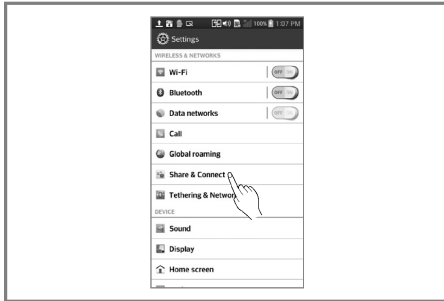 100% 1:07 PM
Settings
WIRELESS & NETWORKS
Wi-Fi
OFF
Bluetooth
OFF
Data networks
OFF
Call
Global roaming
Share & Connect
Tethering & Networ
DEVICE
Sound
Display
Home screen